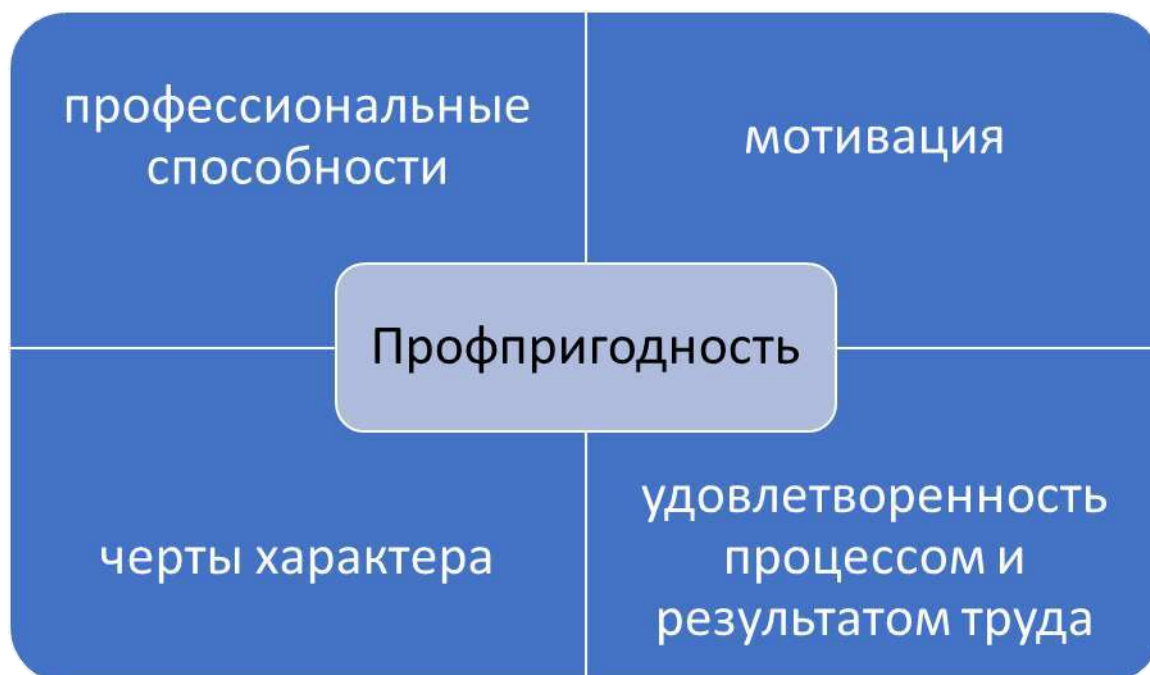 профессиональные
способности
мотивация
Профпригодность
черты характера
удовлетворенность
процессом и
результатом труда